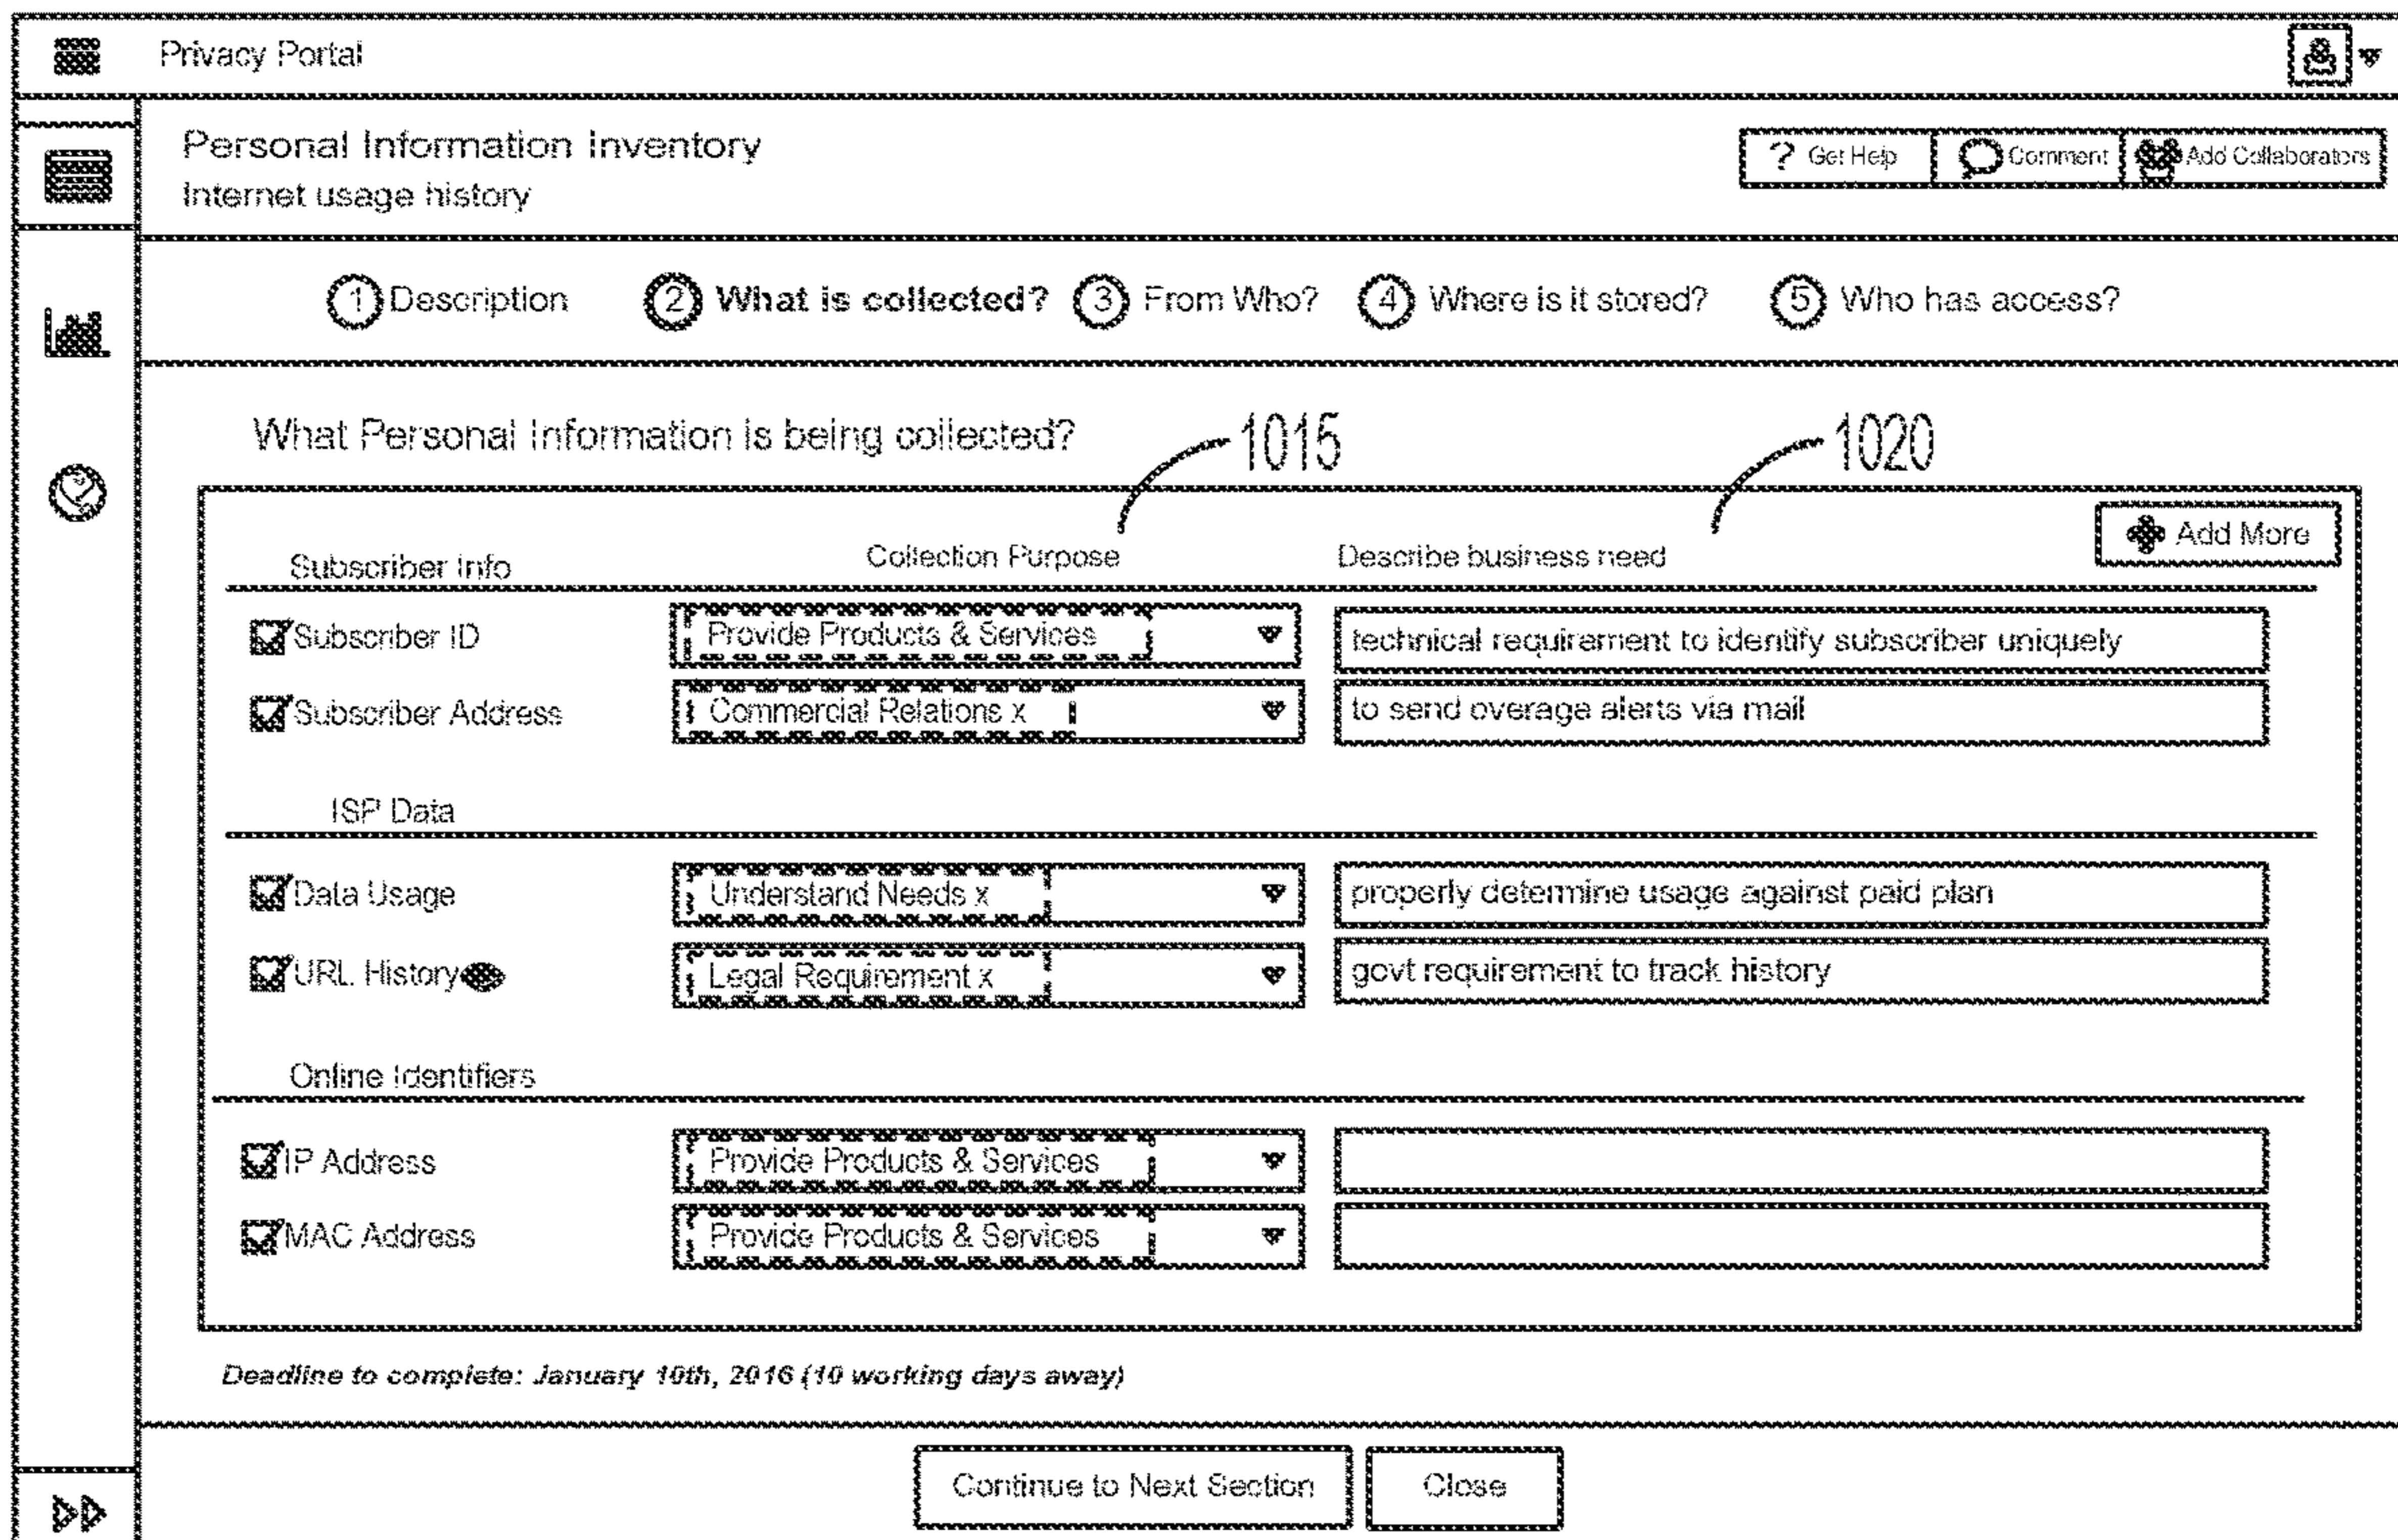 Privacy Portal
Personal Information Inventory
? Get Help Comment Add Collaborators
Internet usage history
1 Description 2 What is collected? 3 From Who? 4 Where is it stored? 5 Who has access?
What Personal Information is being collected? 1015 1020
Add More
Subscriber Info Collection Purpose Describe business need
Subscriber ID Provide Products & Services technical requirement to identify subscriber uniquely
Subscriber Address Commercial Relations x to send overage alerts via mail
ISP Data
Data Usage Understand Needs x properly determine usage against paid plan
URL History Legal Requirement x govt requirement to track history
Online Identifiers
IP Address Provide Products & Services
MAC Address Provide Products & Services
Deadline to complete: January 10th, 2016 (10 working days away)
Continue to Next Section Close